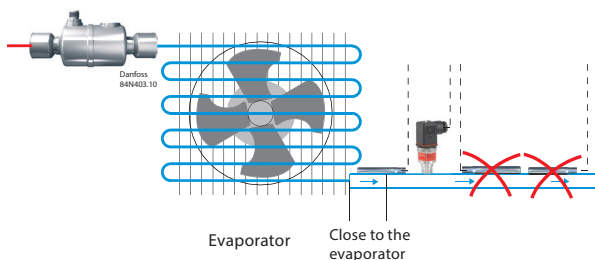 Danfoss
84N403.10
Evaporator
Close to the
evaporator